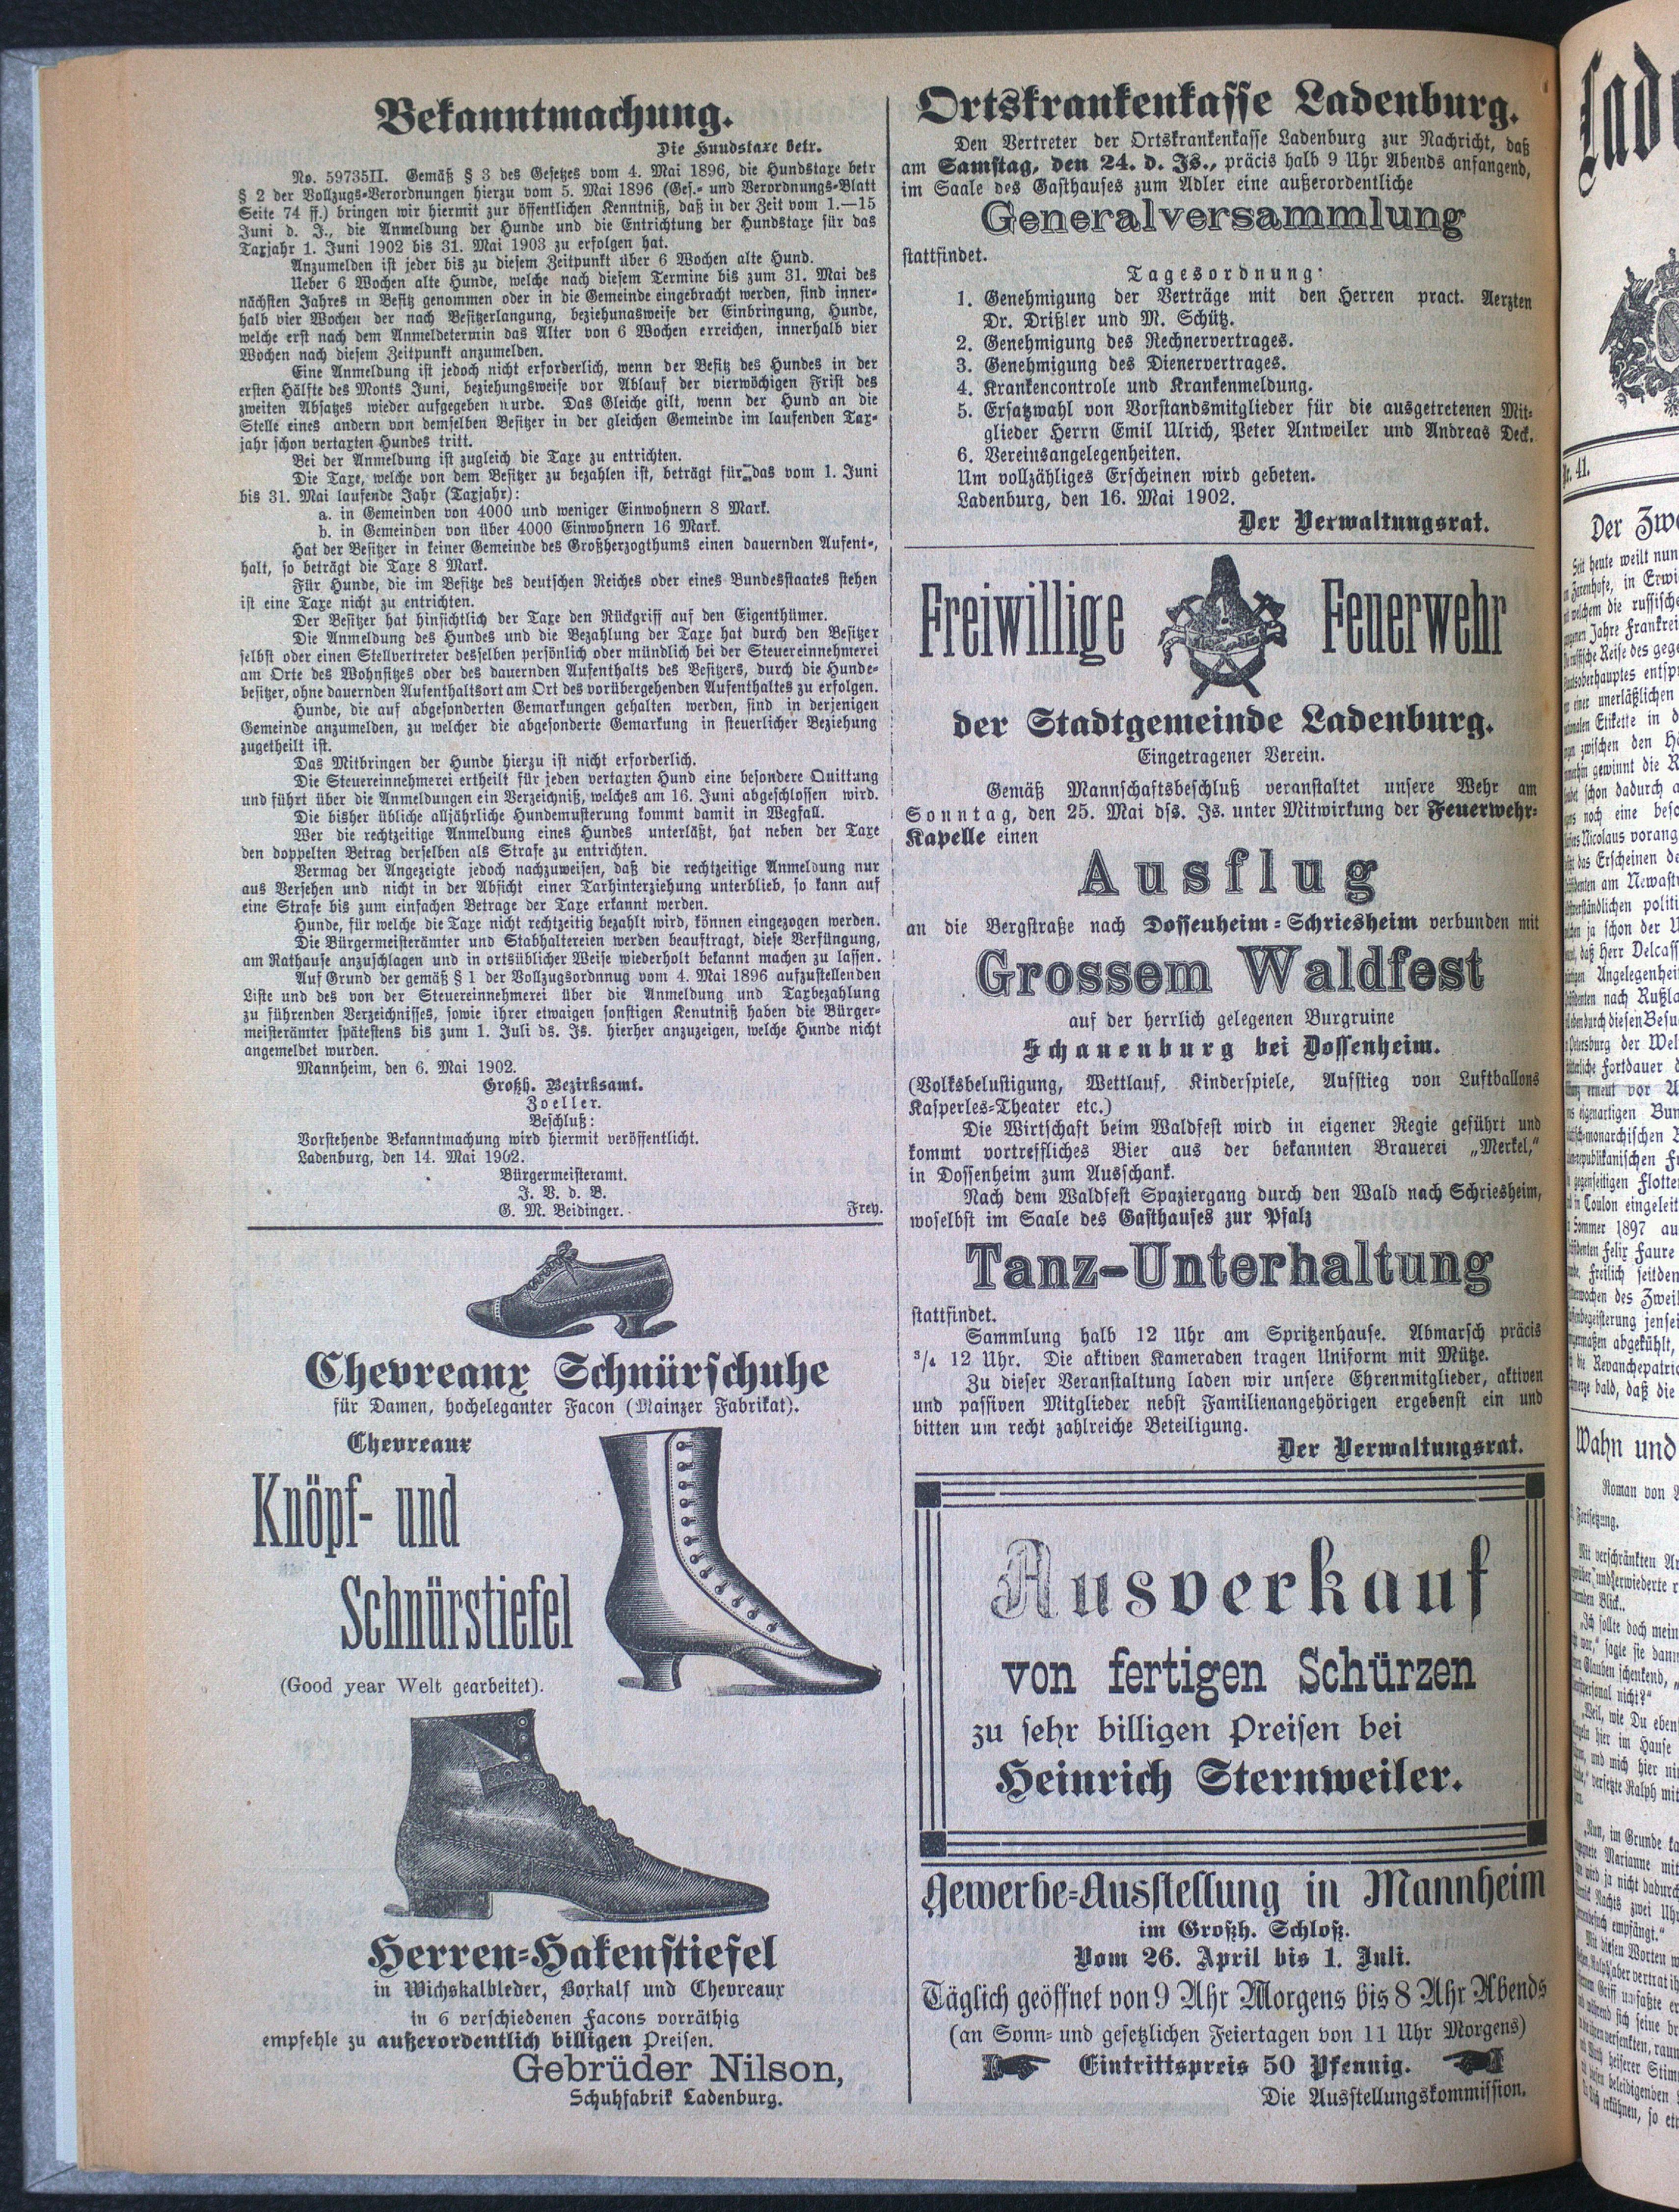 Bekanntmachung.
Die Hundstaxe betr.
No. 59735II. Gemäß § 3 des Gesetzes vom 4. Mai 1896, die Hundstaxe betr
§ 2 der Vollzugs-Verordnungen hierzu vom 5. Mai 1896 (Ges.- und Verordnungs-Blatt
Seite 74 ff.) bringen wir hiermit zur öffentlichen Kenntniß, daß in der Zeit vom 1.—15
Juni d. J., die Anmeldung der Hunde und die Entrichtung der Hundstaxe für das
Taxjahr 1. Juni 1902 bis 31. Mai 1903 zu erfolgen hat.
Anzumelden ist jeder bis zu diesem Zeitpunkt über 6 Wochen alte Hund.
Ueber 6 Wochen alte Hunde, welche nach diesem Termine bis zum 31. Mai des
nächsten Jahres in Besitz genommen oder in die Gemeinde eingebracht werden, sind inner-
halb vier Wochen der nach Besitzerlangung, beziehunasweise der Einbringung, Hunde,
welche erst nach dem Anmeldetermin das Alter von 6 Wochen erreichen, innerhalb vier
Wochen nach diesem Zeitpunkt anzumelden.
Eine Anmeldung ist jedoch nicht erforderlich, wenn der Besitz des Hundes in der
ersten Hälfte des Monts Juni, beziehungsweise vor Ablauf der vierwöchigen Frist des
zweiten Absatzes wieder aufgegeben wurde. Das Gleiche gilt, wenn der Hund an die
Stelle eines andern von demselben Besitzer in der gleichen Gemeinde im laufenden Tax-
jahr schon vertaxten Hundes tritt.
Bei der Anmeldung ist zugleich die Taxe zu entrichten.
Die Taxe, welche von dem Besitzer zu bezahlen ist, beträgt für das vom 1. Juni
bis 31. Mai laufende Jahr (Taxjahr):
a. in Gemeinden von 4000 und weniger Einwohnern 8 Mark.
b. in Gemeinden von über 4000 Einwohnern 16 Mark.
Hat der Besitzer in keiner Gemeinde des Großherzogthums einen dauernden Aufent-,
halt, so beträgt die Taxe 8 Mark.
Für Hunde, die im Besitze des deutschen Reiches oder eines Bundesstaates stehen
ist eine Taxe nicht zu entrichten.
Der Besitzer hat hinsichtlich der Taxe den Rückgriff auf den Eigenthümer.
Die Anmeldung des Hundes und die Bezahlung der Taxe hat durch den Besitzer
selbst oder einen Stellvertreter desselben persönlich oder mündlich bei der Steuereinnehmerei
am Orte des Wohnsitzes oder des dauernden Aufenthalts des Besitzers, durch die Hunde-
besitzer, ohne dauernden Aufenthaltsort am Ort des vorübergehenden Aufenthaltes zu erfolgen.
Hunde, die auf abgesonderten Gemarkungen gehalten werden, sind in derjenigen
Gemeinde anzumelden, zu welcher die abgesonderte Gemarkung in steuerlicher Beziehung
zugetheilt ist.
Das Mitbringen der Hunde hierzu ist nicht erforderlich.
Die Steuereinnehmerei ertheilt für jeden vertaxten Hund eine besondere Quittung
und führt über die Anmeldungen ein Verzeichniß, welches am 16. Juni abgeschlossen wird.
Die bisher übliche alljährliche Hundemusterung kommt damit in Wegfall.
Wer die rechtzeitige Anmeldung eines Hundes unterläßt, hat neben der Taxe
den doppelten Betrag derselben als Strafe zu entrichten.
Vermag der Angezeigte jedoch nachzuweisen, daß die rechtzeitige Anmeldung nur
aus Versehen und nicht in der Absicht einer Taxhinterziehung unterblieb, so kann auf
eine Strafe bis zum einfachen Betrage der Taxe erkannt werden.
Hunde, für welche die Taxe nicht rechtzeitig bezahlt wird, können eingezogen werden.
Die Bürgermeisterämter und Stabhaltereien werden beauftragt, diese Verfüngung,
am Rathause anzuschlagen und in ortsüblicher Weise wiederholt bekannt machen zu lassen.
Auf Grund der gemäß § 1 der Vollzugsordnnug vom 4. Mai 1896 aufzustellenden
Liste und des von der Steuereinnehmerei über die Anmeldung und Taxbezahlung
zu führenden Verzeichnisses, sowie ihrer etwaigen sonstigen Kenutniß haben die Bürger-
meisterämter spätestens bis zum 1. Juli ds. Js. hierher anzuzeigen, welche Hunde nicht
angemeldet wurden.
Mannheim, den 6. Mai 1902.
Großh. Bezirksamt.
Zoeller.
Beschluß:
Vorstehende Bekanntmachung wird hiermit veröffentlicht.
Ladenburg, den 14. Mai 1902.
Bürgermeisteramt.
J. V. d. B.
G. M. Beidinger.
Frey.
Chevreaux Schnürschuhe
für Damen, hocheleganter Facon (Mainzer Fabrikat).
Chevreaux
Knöpf- und
Schnürstiefel
(Good year Welt gearbeitet).
Herren-Hakenstiefel
in Wichskalbleder, Boxkalf und Chevreaux
in 6 verschiedenen Facons vorräthig
empfehle zu außerordentlich billigen Preisen.
Gebrüder Nilson,
Schuhfabrik Ladenburg.
Ortskrankenkasse Ladenburg.
Den Vertreter der Ortskrankenkasse Ladenburg zur Nachricht, daß
am Samstag, den 24. d. Js., präcis halb 9 Uhr Abends anfangend,
im Saale des Gasthauses zum Adler eine außerordentliche
Generalversammlung
stattfindet.
Tagesordnung:
1. Genehmigung der Verträge mit den Herren pract. Aerzten
Dr. Drißler und M. Schütz.
2. Genehmigung des Rechnervertrages.
3. Genehmigung des Dienervertrages.
4. Krankencontrole und Krankenmeldung.
5. Ersatzwahl von Vorstandsmitglieder für die ausgetretenen Mit-
glieder Herrn Emil Ulrich, Peter Antweiler und Andreas Deck.
6. Vereinsangelegenheiten.
Um vollzähliges Erscheinen wird gebeten.
Ladenburg, den 16. Mai 1902.
Der Verwaltungsrat.
Freiwillige Feuerwehr
der Stadtgemeinde Ladenburg.
Eingetragener Verein.
Gemäß Mannschaftsbeschluß veranstaltet unsere Wehr am
Sonntag, den 25. Mai dss. Js. unter Mitwirkung der Feuerwehr-
Kapelle einen
Ausflug
an die Bergstraße nach Dossenheim-Schriesheim verbunden mit
Grossem Waldfest
auf der herrlich gelegenen Burgruine
Schauenburg bei Dossenheim.
(Volksbelustigung, Wettlauf, Kinderspiele, Aufstieg von Luftballons
Kasperles-Theater etc.)
Die Wirtschaft beim Waldfest wird in eigener Regie geführt und
kommt vortreffliches Bier aus der bekannten Brauerei „Merkel,“
in Dossenheim zum Ausschank.
Nach dem Waldfest Spaziergang durch den Wald nach Schriesheim,
woselbst im Saale des Gasthauses zur Pfalz
Tanz-Unterhaltung
stattfindet.
Sammlung halb 12 Uhr am Spritzenhause. Abmarsch präcis
3/4 12 Uhr. Die aktiven Kameraden tragen Uniform mit Mütze.
Zu dieser Veranstaltung laden wir unsere Ehrenmitglieder, aktiven
und passiven Mitglieder nebst Familienangehörigen ergebenst ein und
bitten um recht zahlreiche Beteiligung.
Der Verwaltungsrat.
Ausverkauf
von fertigen Schürzen
zu sehr billigen Preisen bei
Heinrich Sternweiler.
Gewerbe-Ausstellung in Mannheim
im Großh. Schloß.
Vom 26. April bis 1. Juli.
Täglich geöffnet von 9 Uhr Morgens bis 8 Uhr Abends
(an Sonn- und gesetzlichen Feiertagen von 11 Uhr Morgens)
Eintrittspreis 50 Pfennig.
Die Ausstellungskommission.
Nr. 41.
Der
Seit heute weilt nun
Wahn und
Roman von